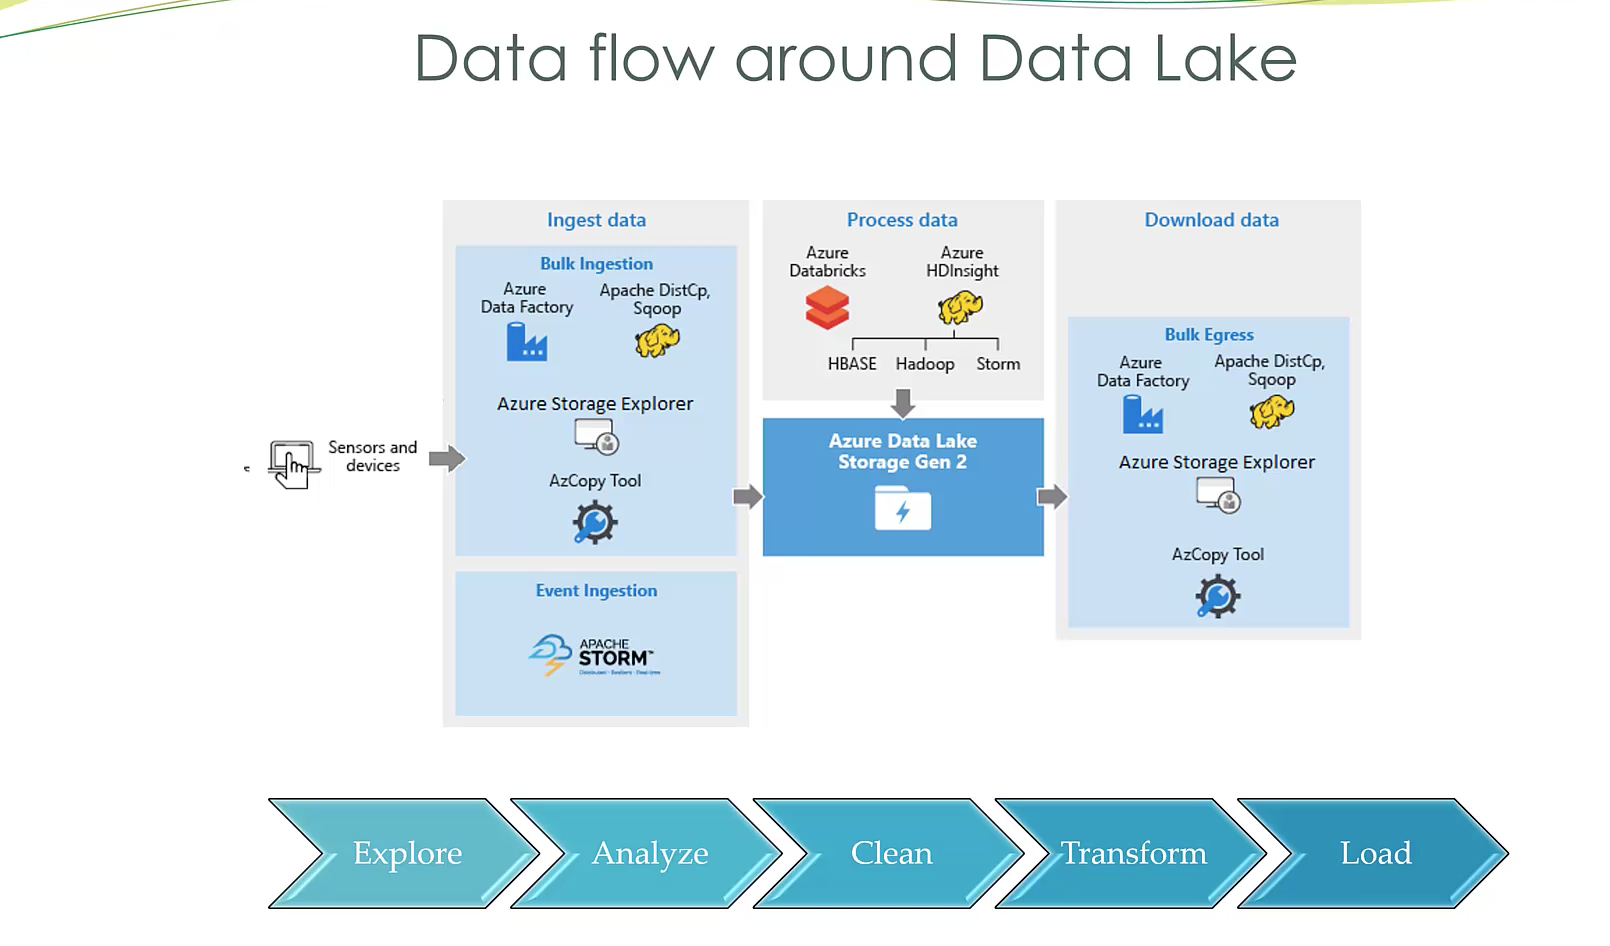 Data flow around Data Lake
Ingest data
Bulk Ingestion
Azure
Data Factory
Apache DistCp,
Sqoop
Azure Storage Explorer
AzCopy Tool
Event Ingestion
APACHE
STORM™
Sensors and
devices
Process data
Azure
Databricks
Azure
HDInsight
HBASE
Hadoop
Storm
Azure Data Lake
Storage Gen 2
Download data
Bulk Egress
Azure
Data Factory
Apache DistCp,
Sqoop
Azure Storage Explorer
AzCopy Tool
Explore
Analyze
Clean
Transform
Load